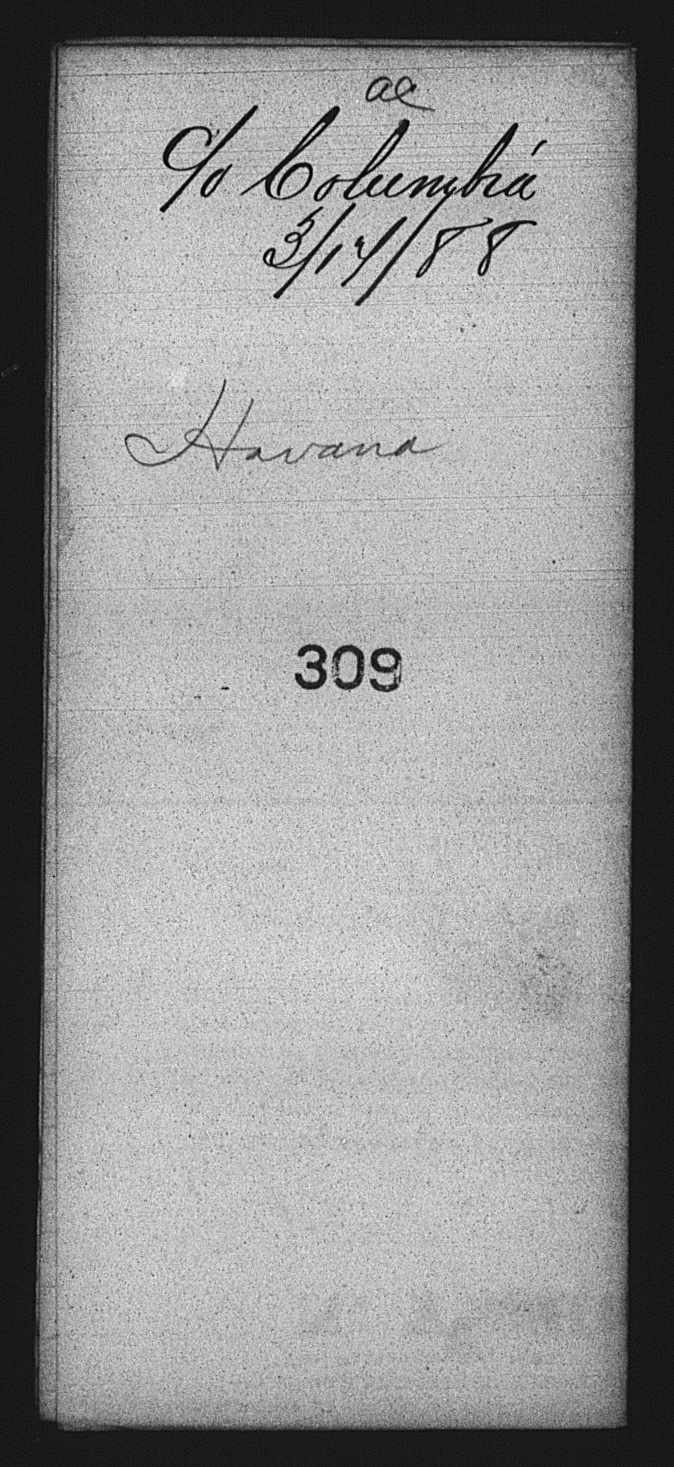 ae
c/o Columbia
3/14/88
Havana
309